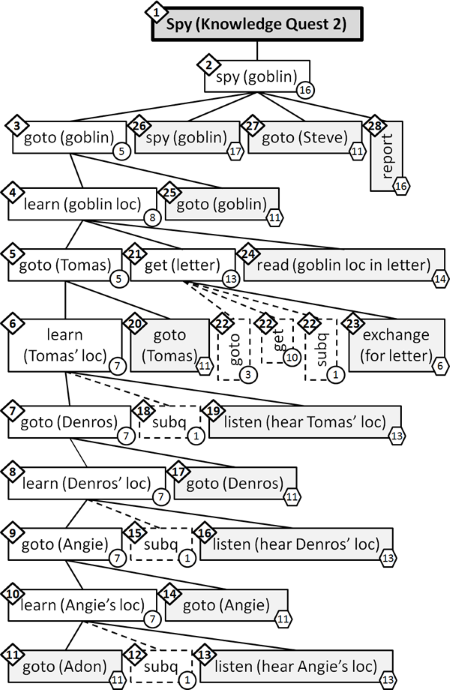 1
Spy (Knowledge Quest 2)
2
spy (goblin)
16
3 26 27 28
goto (goblin) spy (goblin) goto (Steve) report
5 17 11 16
4 25
learn (goblin loc) goto (goblin)
8 11
5 21 24
goto (Tomas) get (letter) read (goblin loc in letter)
5 13 14
6 20 22 22 22 23
learn goto goto get subq exchange
(Tomas' loc) (Tomas) (for letter)
7 11 3 10 1 6
7 18 19
goto (Denros) subq listen (hear Tomas' loc)
7 1 13
8 17
learn (Denros' loc) goto (Denros)
7 11
9 15 16
goto (Angie) subq listen (hear Denros' loc)
7 1 13
10 14
learn (Angie's loc) goto (Angie)
7 11
11 12 13
goto (Adon) subq listen (hear Angie's loc)
11 1 13